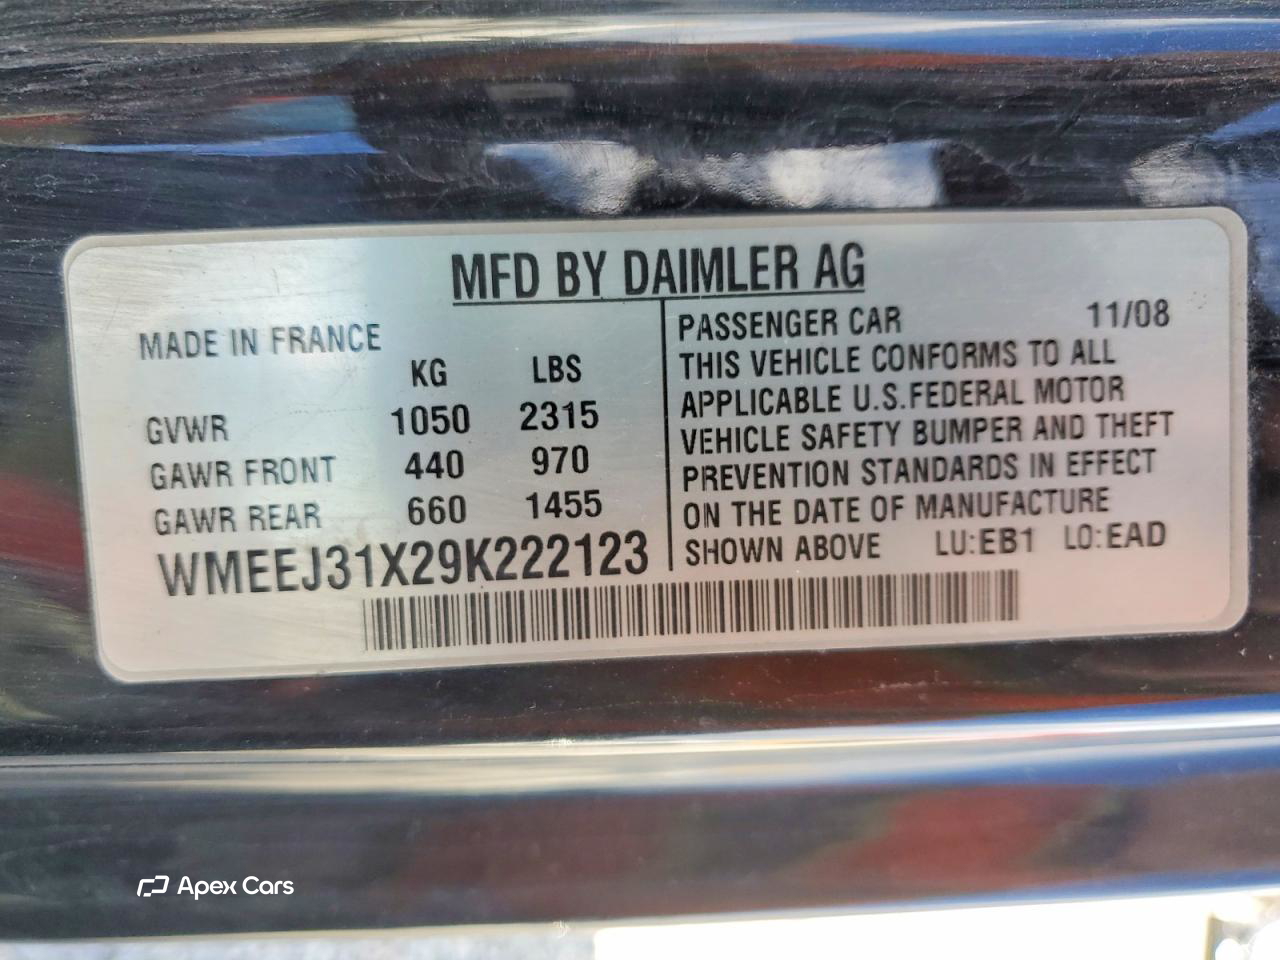 MFD BY DAIMLER AG
MADE IN FRANCE
KG LBS
GVWR 1050 2315
GAWR FRONT 440 970
GAWR REAR 660 1455
WMEEJ31X29K222123
PASSENGER CAR 11/08
THIS VEHICLE CONFORMS TO ALL
APPLICABLE U.S.FEDERAL MOTOR
VEHICLE SAFETY BUMPER AND THEFT
PREVENTION STANDARDS IN EFFECT
ON THE DATE OF MANUFACTURE
SHOWN ABOVE LU:EB1 LO:EAD
Apex Cars